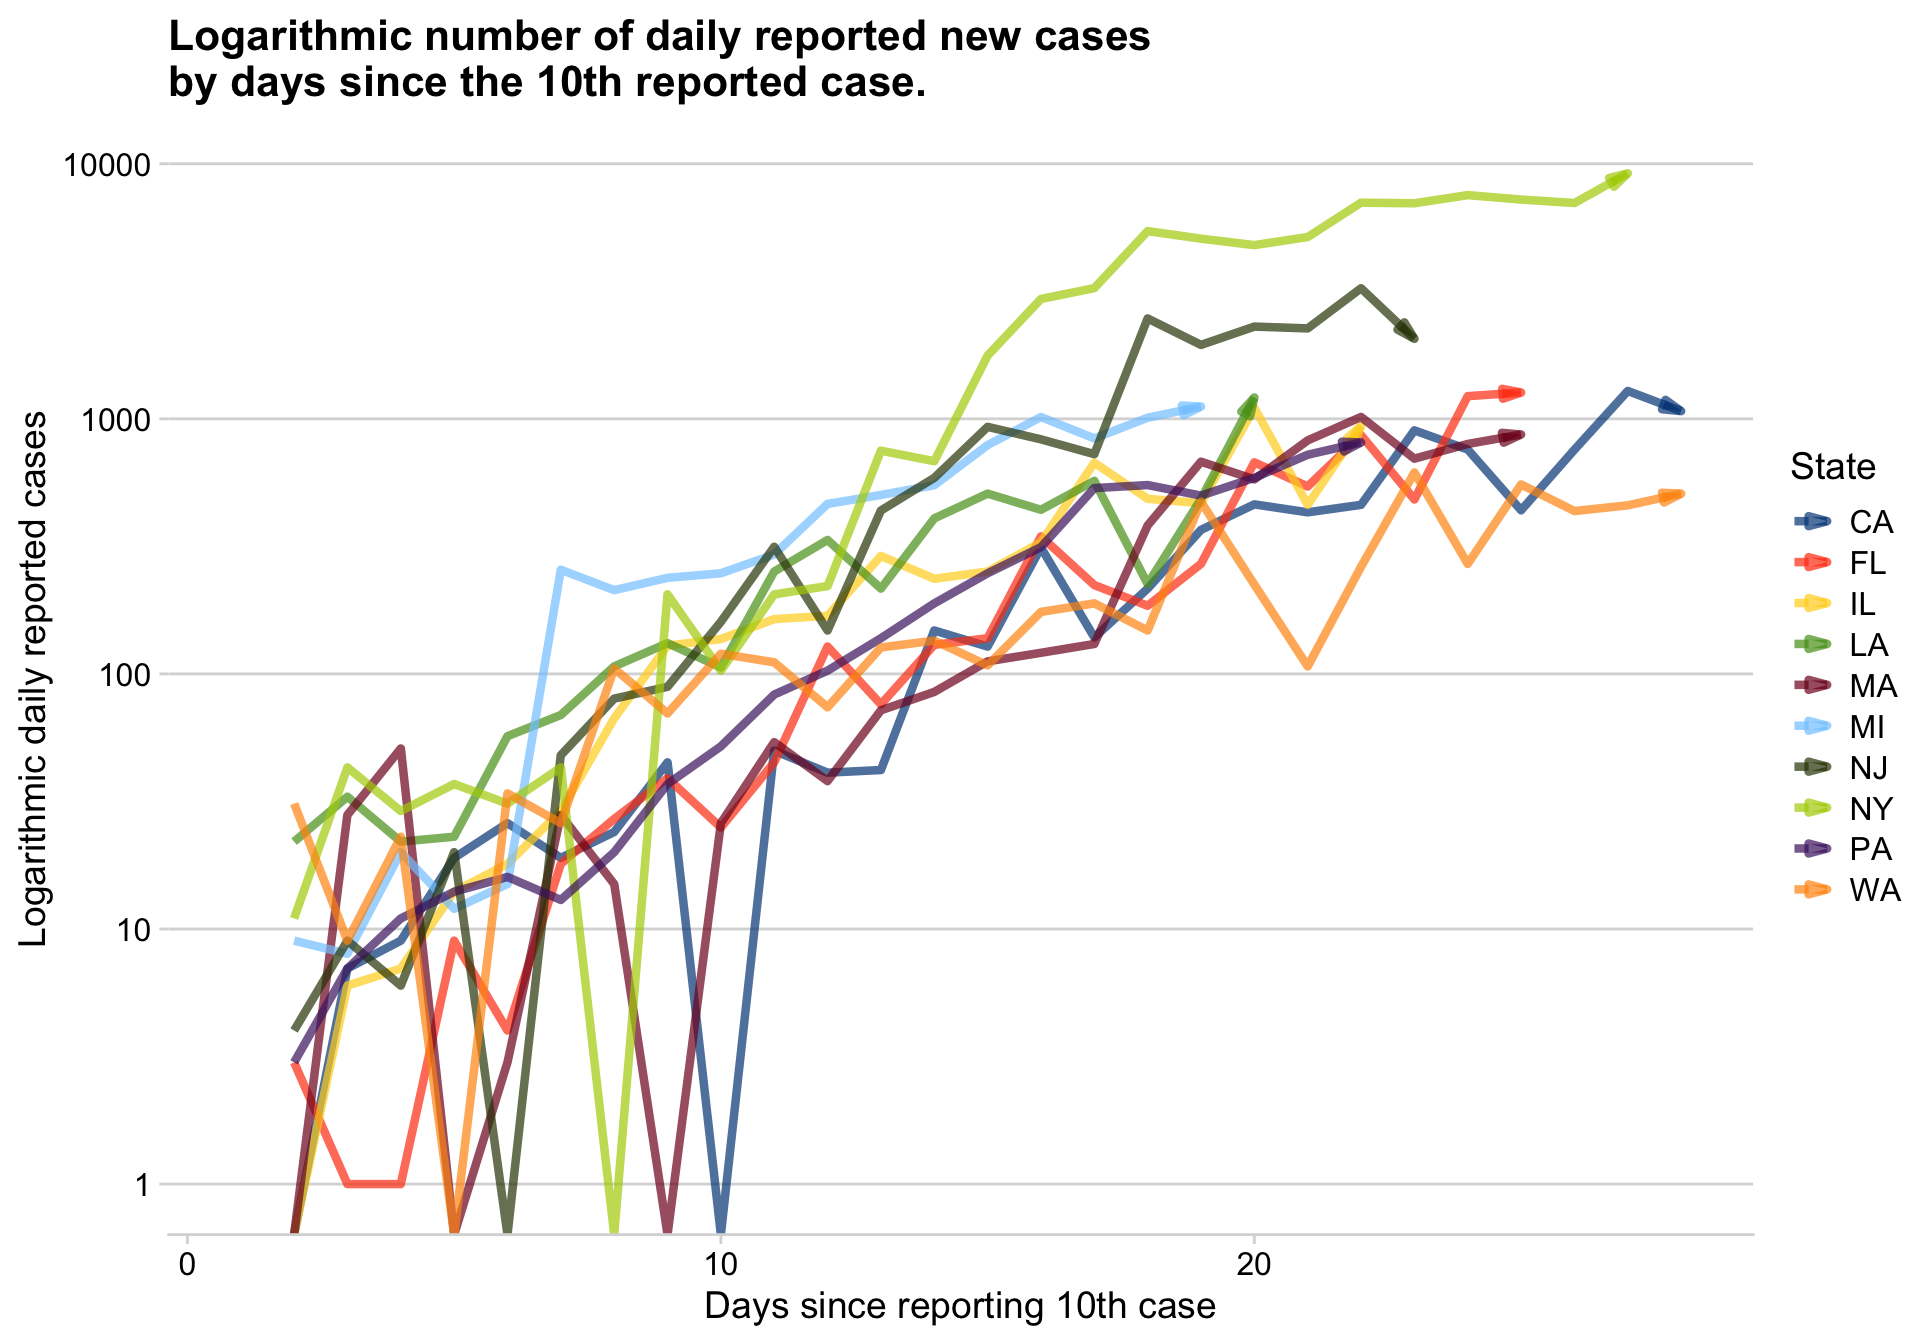 Logarithmic number of daily reported new cases
by days since the 10th reported case.
10000
1000
100
10
1
Logarithmic daily reported cases
0
10
20
Days since reporting 10th case
State
CA
FL
IL
LA
MA
MI
NJ
NY
PA
WA